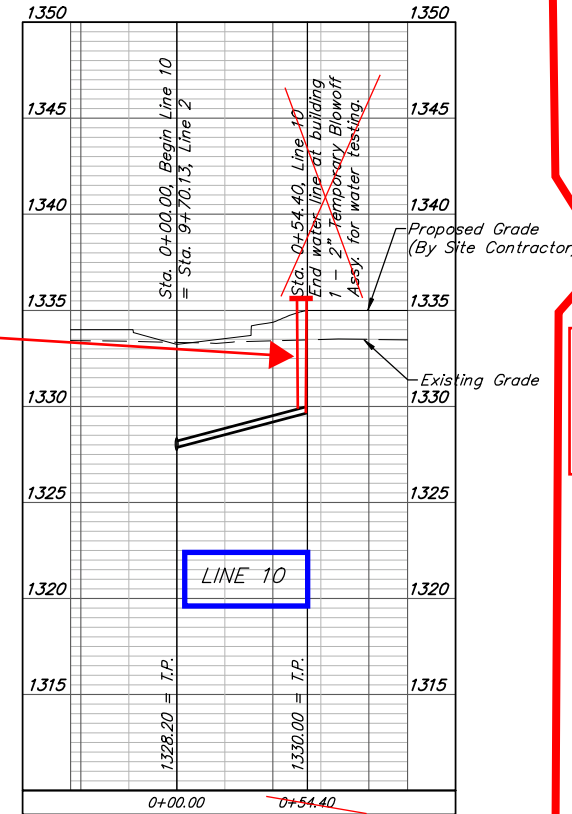 1350
1350
1345
1345
1340
1340
1335
1335
1330
1330
1325
1325
1320
1320
1315
1315
Sta. 0+00.00, Begin Line 10
= Sta. 9+70.13, Line 2
Sta. 0+54.40, Line 10
End water line at building
1 - 2" Temporary Blowoff
Assy. for water testing.
Proposed Grade
(By Site Contractor)
Existing Grade
LINE 10
1328.20 = T.P.
1330.00 = T.P.
0+00.00
0+54.40